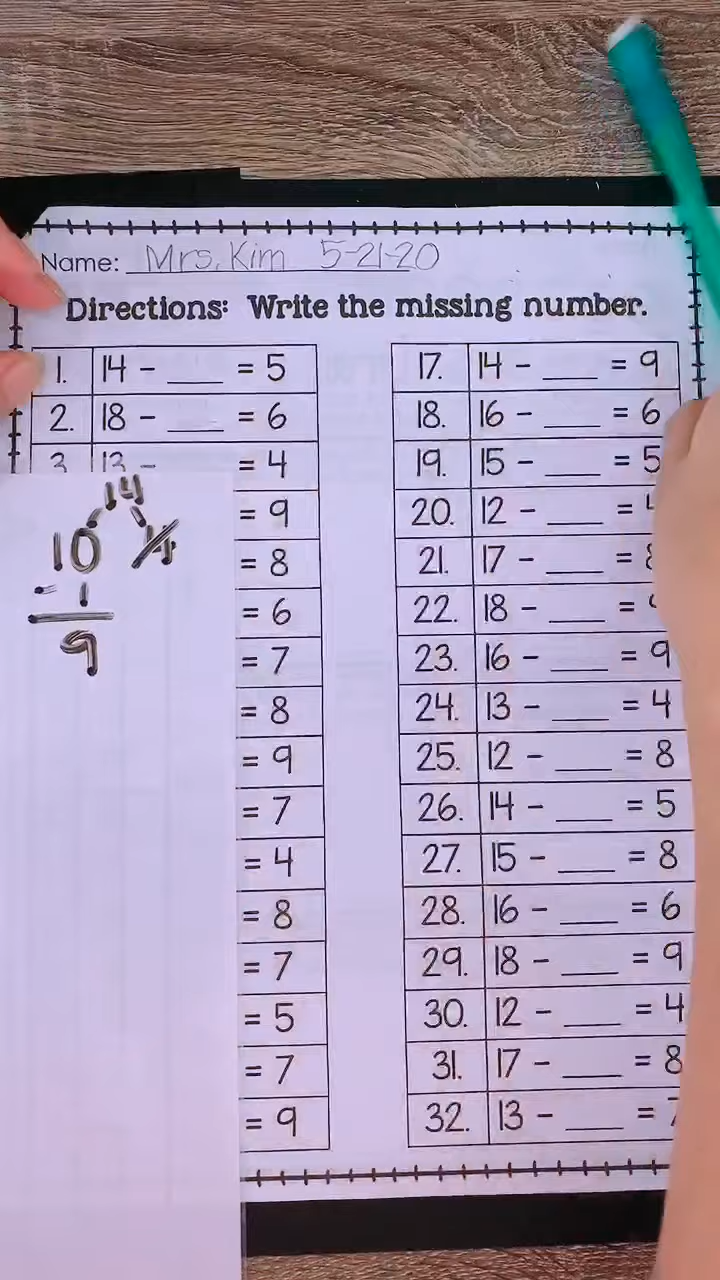 Name: Mrs. Kim 5-21-20
Directions: Write the missing number.
1. 14 - ___ = 5
2. 18 - ___ = 6
3 13 - = 4
= 9
= 8
= 6
= 7
= 8
= 9
= 7
= 4
= 8
= 7
= 5
= 7
= 9
14
10 4
- 1
9
17. 14 - ___ = 9
18. 16 - ___ = 6
19. 15 - ___ = 5
20. 12 - ___ =
21. 17 - ___ =
22. 18 - ___ =
23. 16 - ___ = 9
24. 13 - ___ = 4
25. 12 - ___ = 8
26. 14 - ___ = 5
27. 15 - ___ = 8
28. 16 - ___ = 6
29. 18 - ___ = 9
30. 12 - ___ = 4
31. 17 - ___ = 8
32. 13 - ___ =